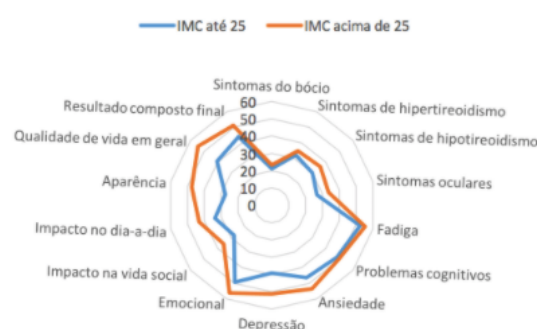 IMC até 25
IMC acima de 25
Sintomas do bócio
Sintomas de hipertireoidismo
Sintomas de hipotireoidismo
Sintomas oculares
Fadiga
Problemas cognitivos
Ansiedade
Depressão
Emocional
Impacto na vida social
Impacto no dia-a-dia
Aparência
Qualidade de vida em geral
Resultado composto final
60
50
40
30
20
10
0